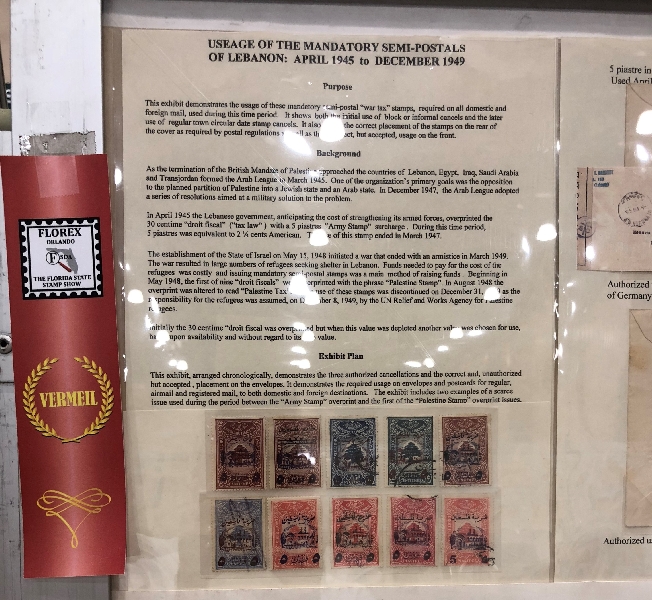 USEAGE OF THE MANDATORY SEMI-POSTALS
OF LEBANON: APRIL 1945 to DECEMBER 1949
Purpose
This exhibit demonstrates the usage of these mandatory semi-postal "war tax" stamps, required on all domestic and
foreign mail, used during this time period. It shows both the initial use of block or informal cancels and the later
use of regular town circular date stamp cancels. It also the correct placement of the stamps on the rear of
the cover as required by postal regulations as the but accepted, usage on the front.
Background
As the termination of the British Mandate of Palestine approached the countries of Lebanon, Egypt, Iraq, Saudi Arabia
and Transjordan formed the Arab League in March 1945. One of the organization's primary goals was the opposition
to the planned partition of Palestine into a Jewish state and an Arab state. In December 1947, the Arab League adopted
a series of resolutions aimed at a military solution to the problem.
In April 1945 the Lebanese government, anticipating the cost of strengthening its armed forces, overprinted the
30 centime "droit fiscal" ("tax law") with a 5 piastres "Army Stamp" surcharge. During this time period,
5 piastres was equivalent to 2 ¼ cents American. of this stamp ended in March 1947.
The establishment of the State of Israel on May 15, 1948 initiated a war that ended with an armistice in March 1949.
The war resulted in large numbers of refugees seeking shelter in Lebanon. Funds needed to pay for the cost of the
refugees was costly and issuing mandatory semi-postal stamps was a main method of raising funds. Beginning in
May 1948, the first of nine "droit fiscals" overprinted with the phrase "Palestine Stamp". In August 1948 the
overprint was altered to read "Palestine Tax use of these stamps was discontinued on December 31, as the
responsibility for the refugees was assumed, on December 8, 1949, by the UN Relief and Works Agency for Palestine
refugees.
Initially the 30 centime "droit fiscal was overprinted but when this value was depleted another value was chosen for use,
upon availability and without regard to its value.
Exhibit Plan
This exhibit, arranged chronologically, demonstrates the three authorized cancellations and the correct and, unauthorized
but accepted, placement on the envelopes. It demonstrates the required usage on envelopes and postcards for regular,
airmail and registered mail, to both domestic and foreign destinations. The exhibit includes two examples of a scarce
issue used during the period between the "Army Stamp" overprint and the first of the "Palestine Stamp" overprint issues.
FLOREX
ORLANDO
F
THE FLORIDA STATE
STAMP SHOW
VERMEIL
5 piastre in
Used April
Authorized
of Germany
Authorized u